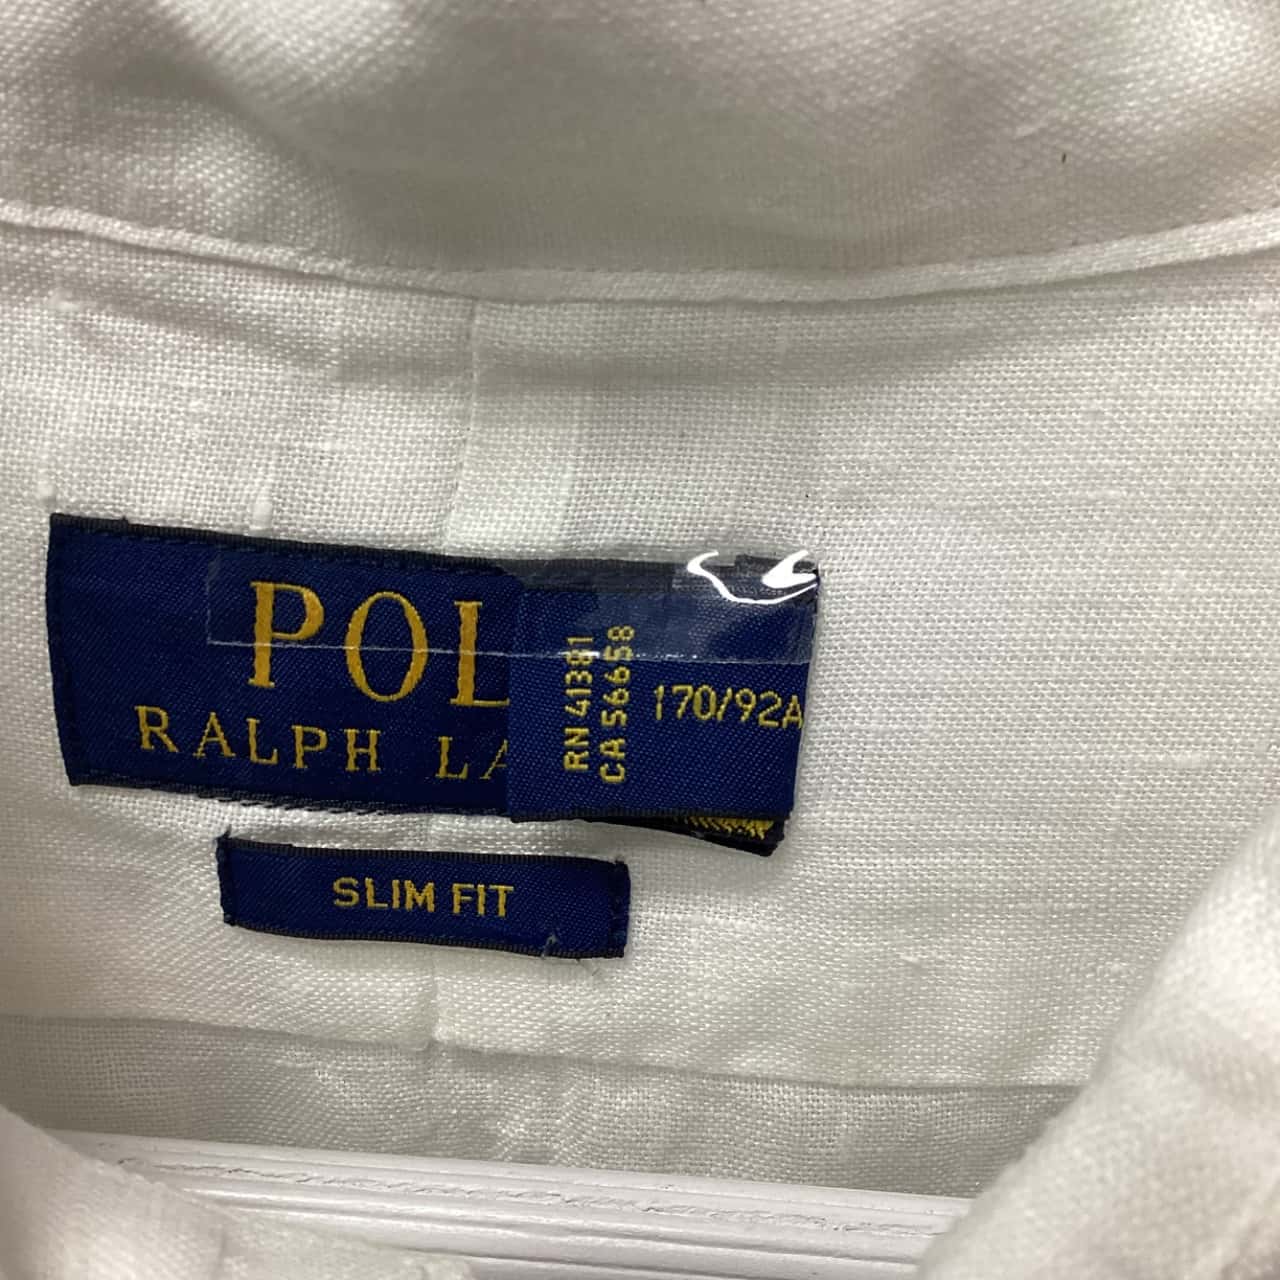 POL
RALPH LA
RN 41381
CA 56658
170/92A
SLIM FIT